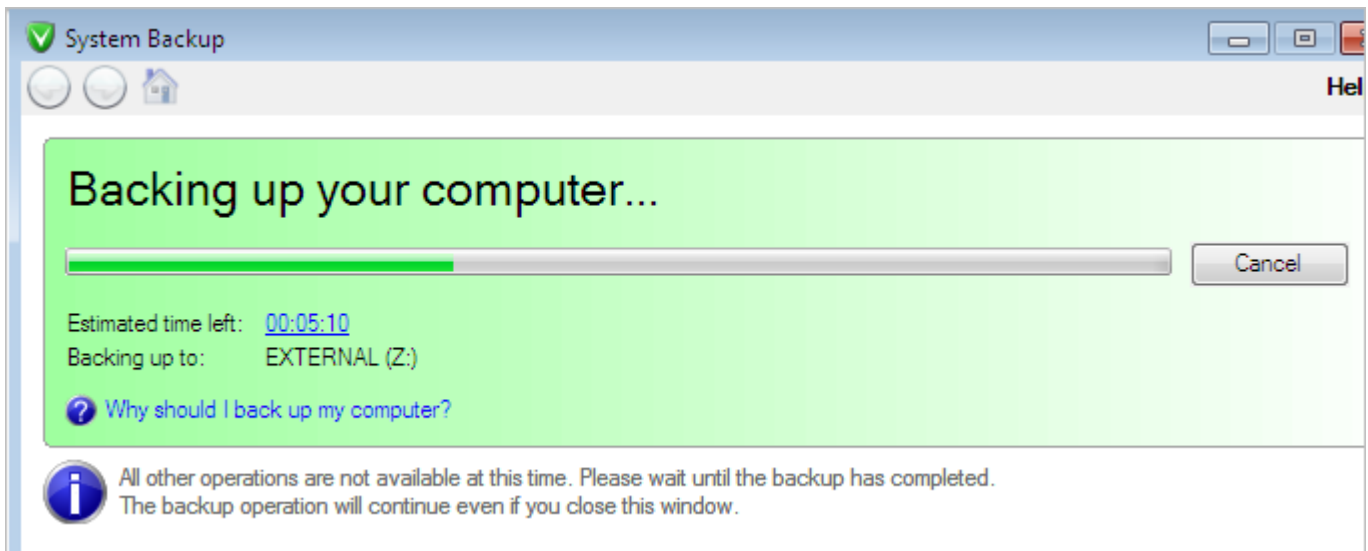 System Backup
Hel
Backing up your computer...
Cancel
Estimated time left: 00:05:10
Backing up to: EXTERNAL (Z:)
? Why should I back up my computer?
i All other operations are not available at this time. Please wait until the backup has completed.
The backup operation will continue even if you close this window.